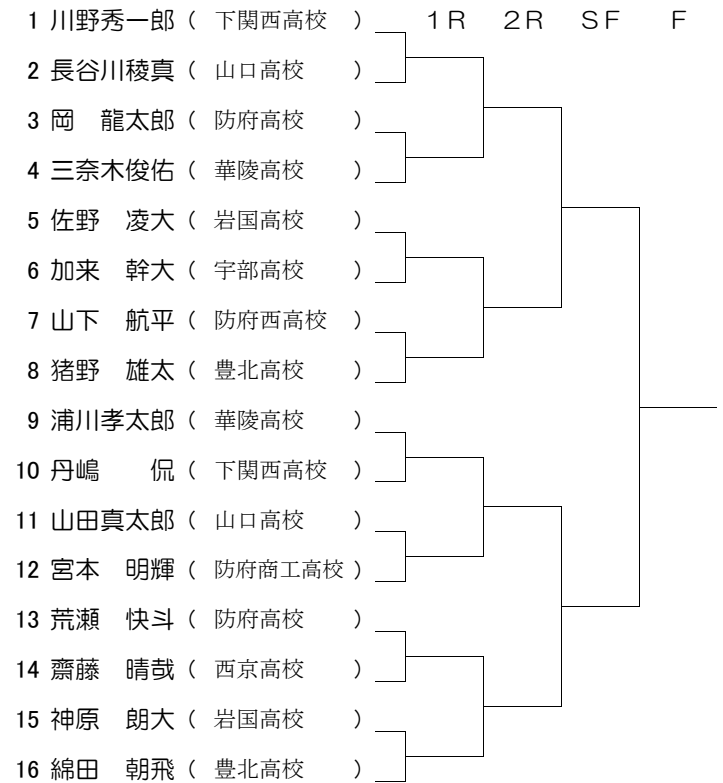 1R 2R SF F
1 川野秀一郎 ( 下関西高校 )
2 長谷川稜真 ( 山口高校 )
3 岡 龍太郎 ( 防府高校 )
4 三奈木俊佑 ( 華陵高校 )
5 佐野 凌大 ( 岩国高校 )
6 加来 幹大 ( 宇部高校 )
7 山下 航平 ( 防府西高校 )
8 猪野 雄太 ( 豊北高校 )
9 浦川孝太郎 ( 華陵高校 )
10 丹嶋 侃 ( 下関西高校 )
11 山田真太郎 ( 山口高校 )
12 宮本 明輝 ( 防府商工高校 )
13 荒瀬 快斗 ( 防府高校 )
14 齋藤 晴哉 ( 西京高校 )
15 神原 朗大 ( 岩国高校 )
16 綿田 朝飛 ( 豊北高校 )